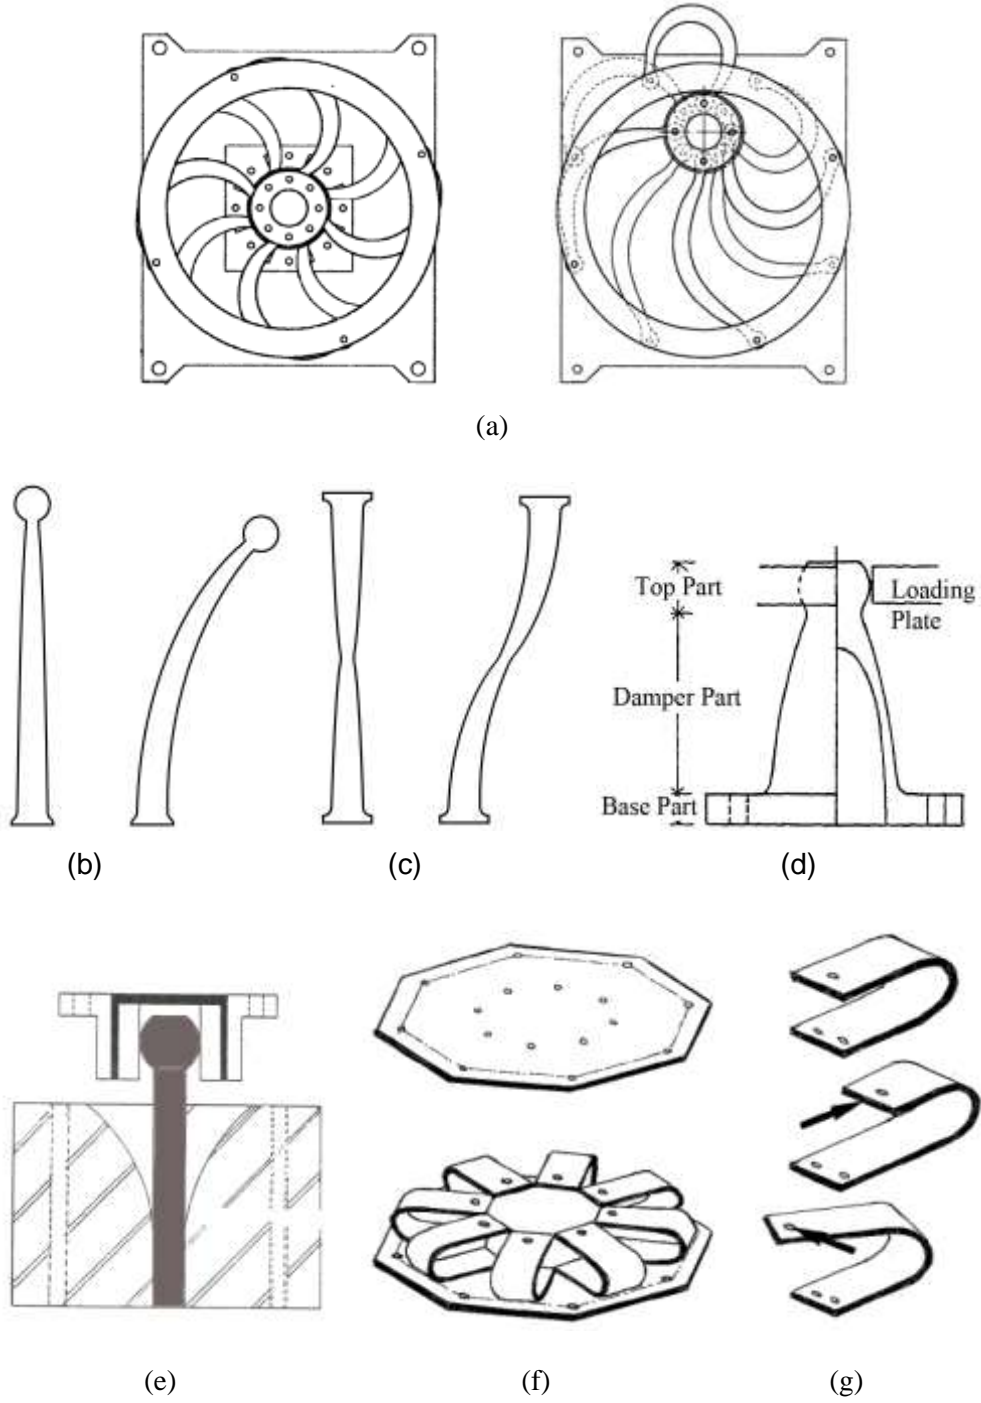 (a)
Top Part
Loading
Plate
Damper Part
Base Part
(b)
(c)
(d)
(e)
(f)
(g)